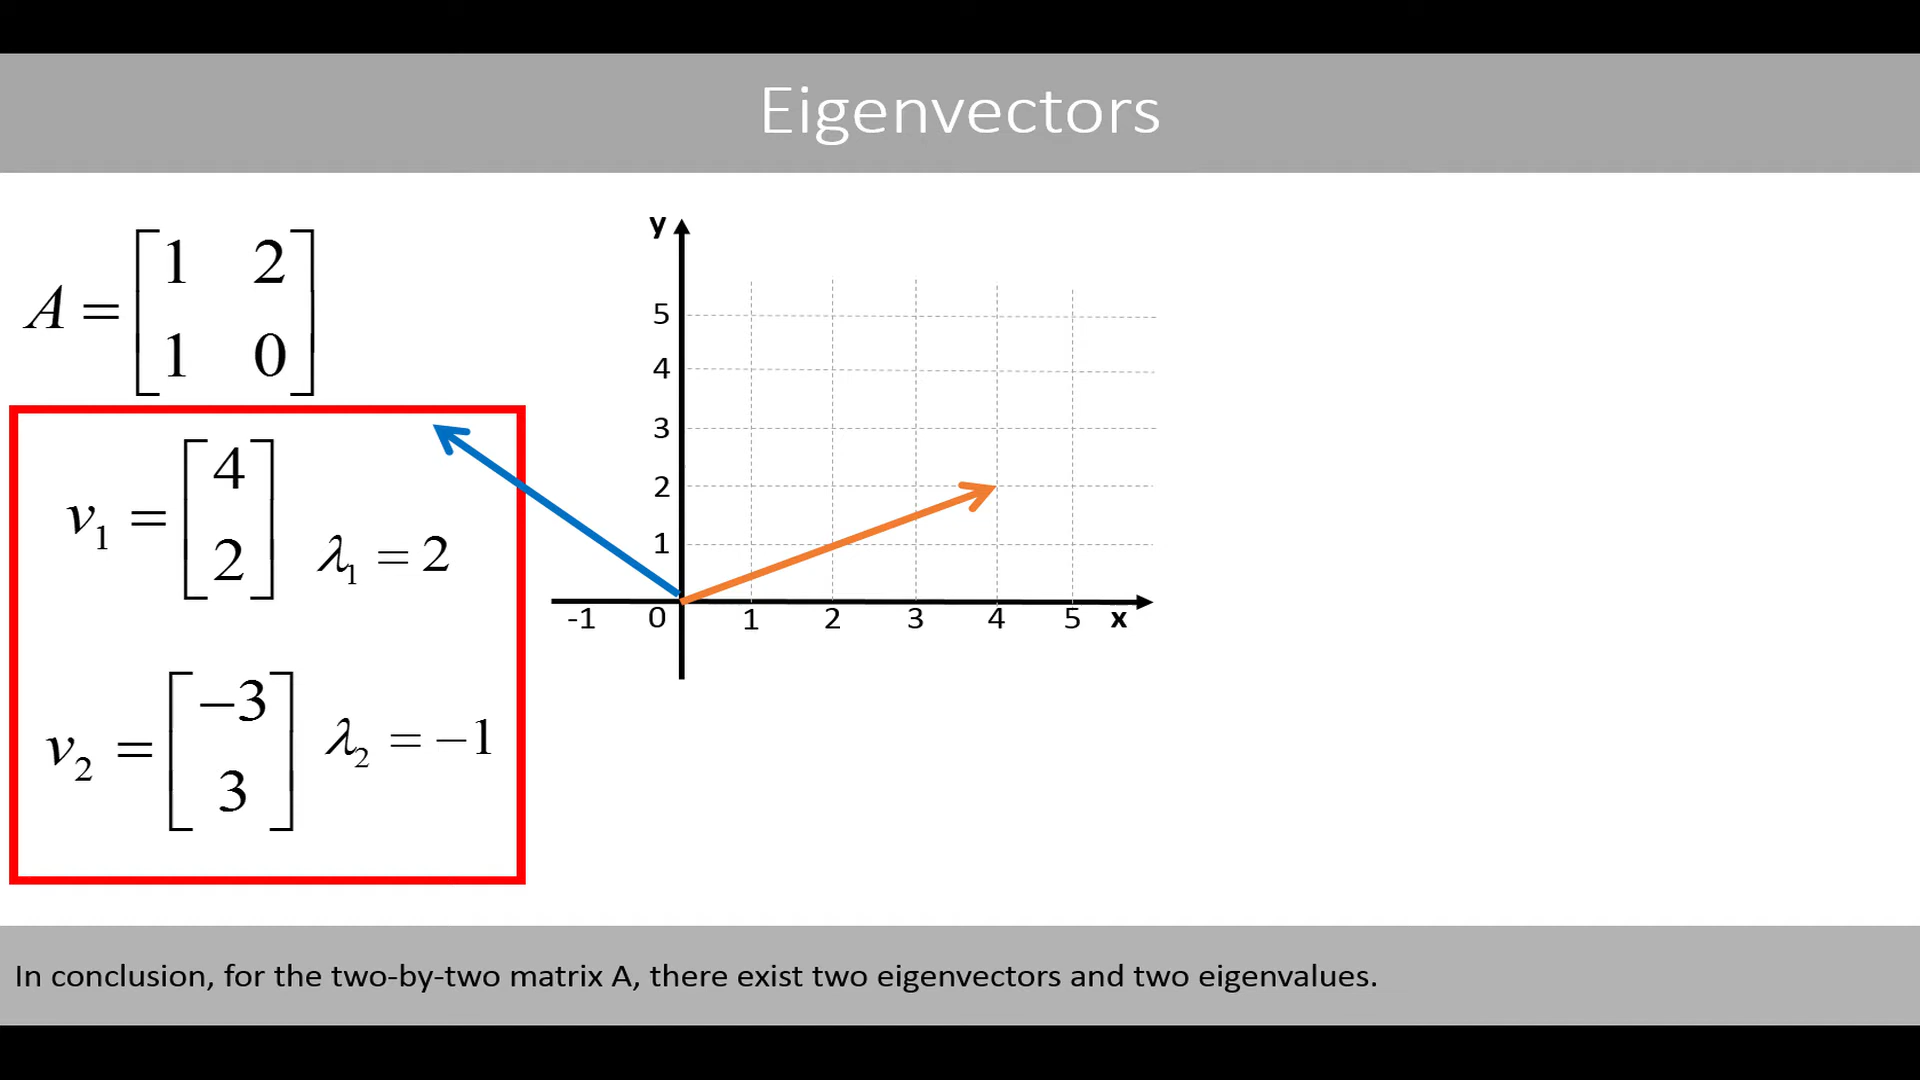 Eigenvectors
A = [1 2
1 0]
v₁ = [4
2] λ₁ = 2
v₂ = [−3
3] λ₂ = −1
y
5
4
3
2
1
-1 0 1 2 3 4 5 x
In conclusion, for the two-by-two matrix A, there exist two eigenvectors and two eigenvalues.